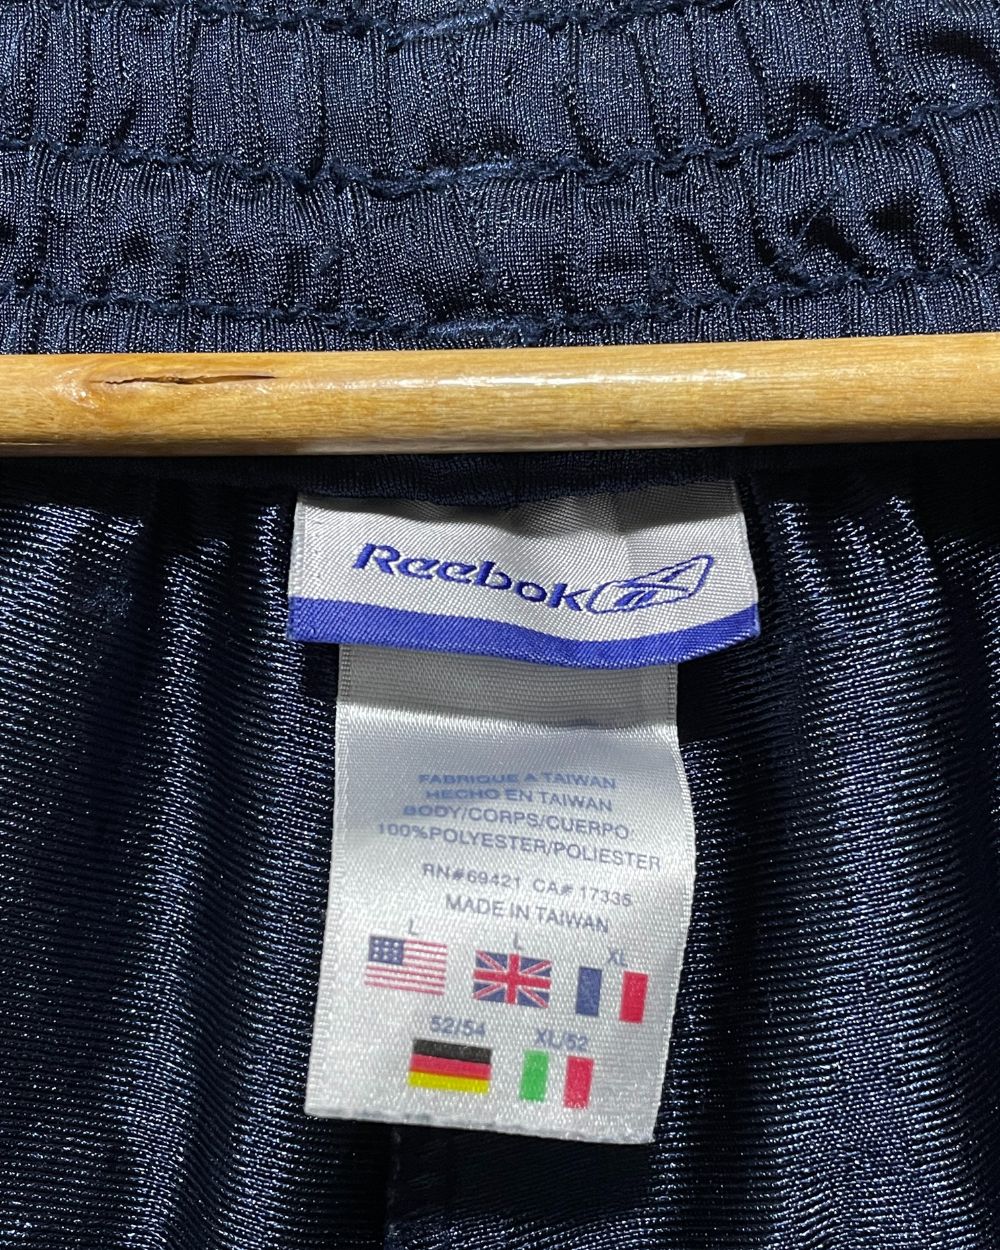 Reebok
FABRIQUE A TAIWAN
HECHO EN TAIWAN
BODY/CORPS/CUERPO:
100%POLYESTER/POLIESTER
RN#69421 CA# 17335
MADE IN TAIWAN
L L XL
52/54 XL/52